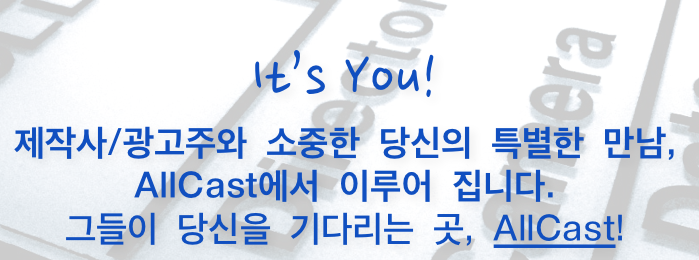 It's You!
제작사/광고주와 소중한 당신의 특별한 만남,
AllCast에서 이루어 집니다.
그들이 당신을 기다리는 곳, AllCast!
Director
Camera